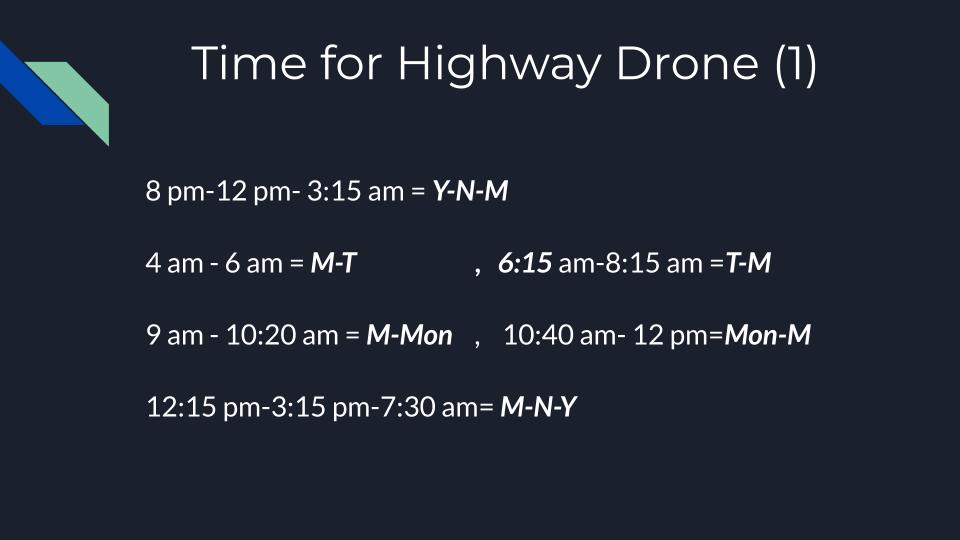 Time for Highway Drone (1)
8 pm-12 pm- 3:15 am = Y-N-M
4 am - 6 am = M-T , 6:15 am-8:15 am =T-M
9 am - 10:20 am = M-Mon , 10:40 am- 12 pm=Mon-M
12:15 pm-3:15 pm-7:30 am= M-N-Y